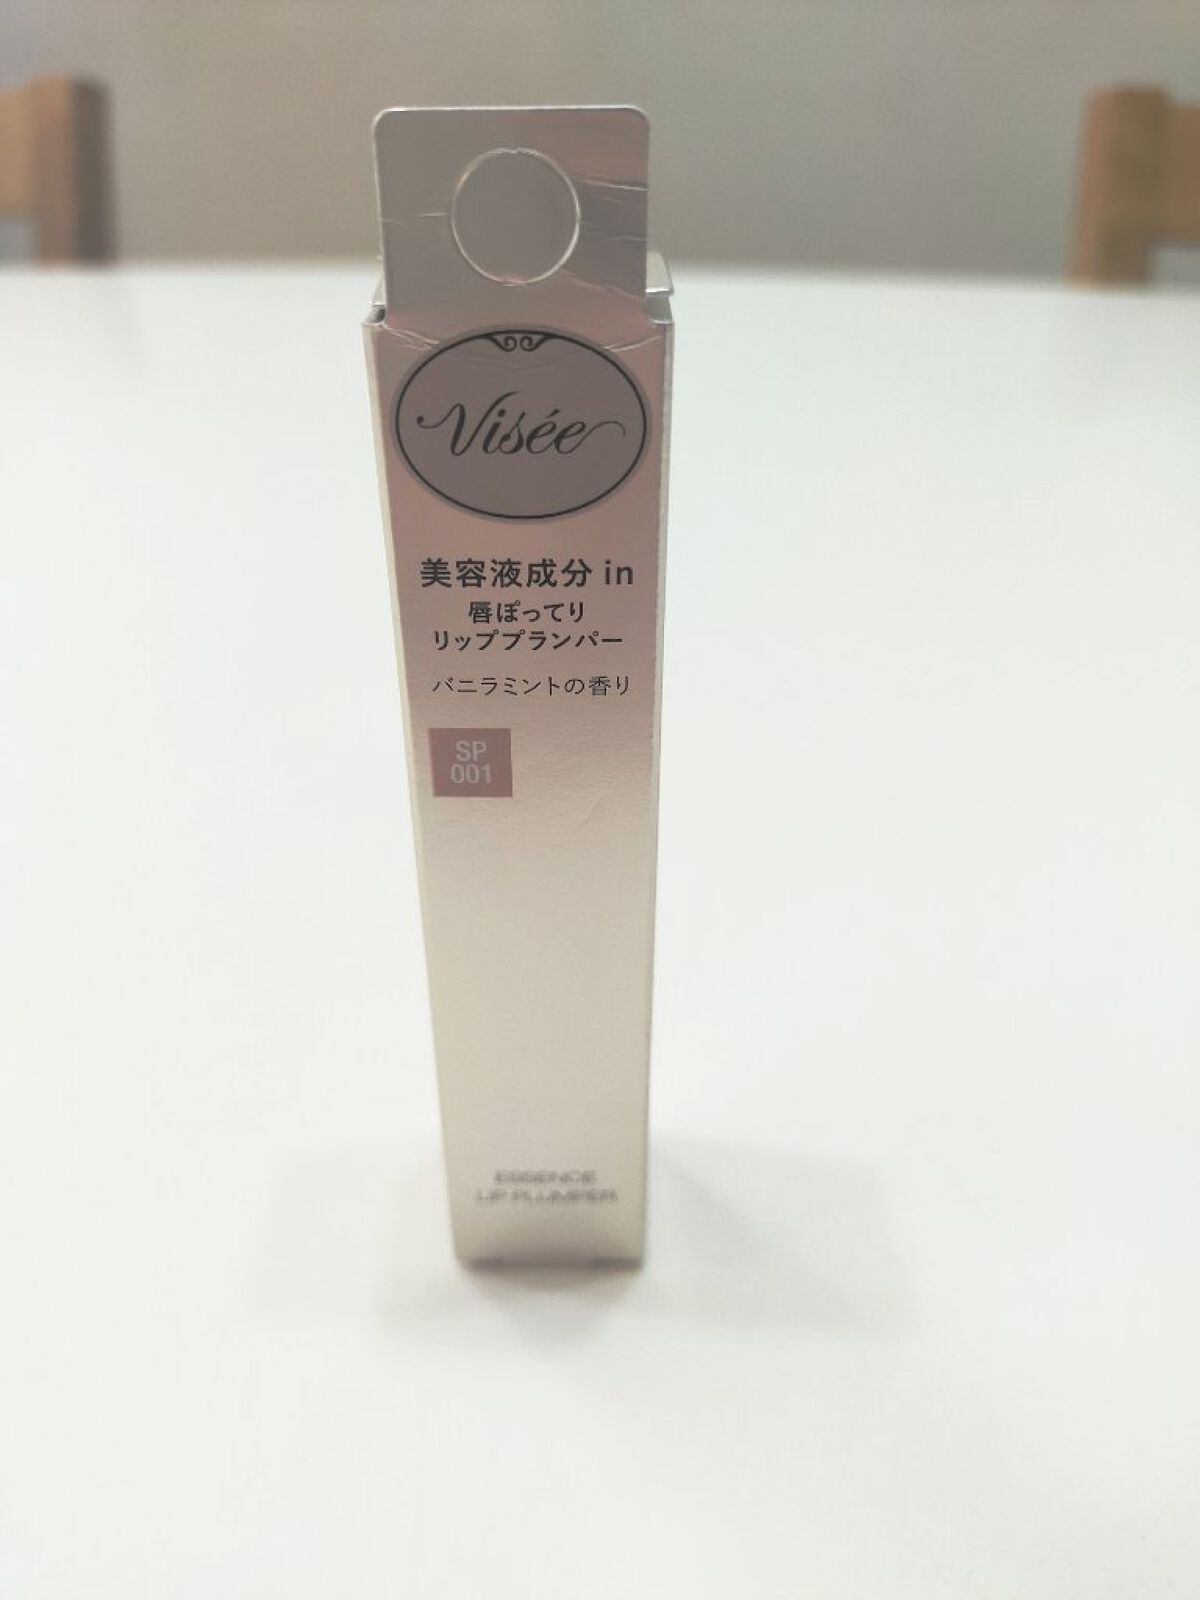 Visée
美容液成分 in
唇ぽってり
リッププランパー
バニラミントの香り
SP
001
ESSENCE
LIP PLUMPER